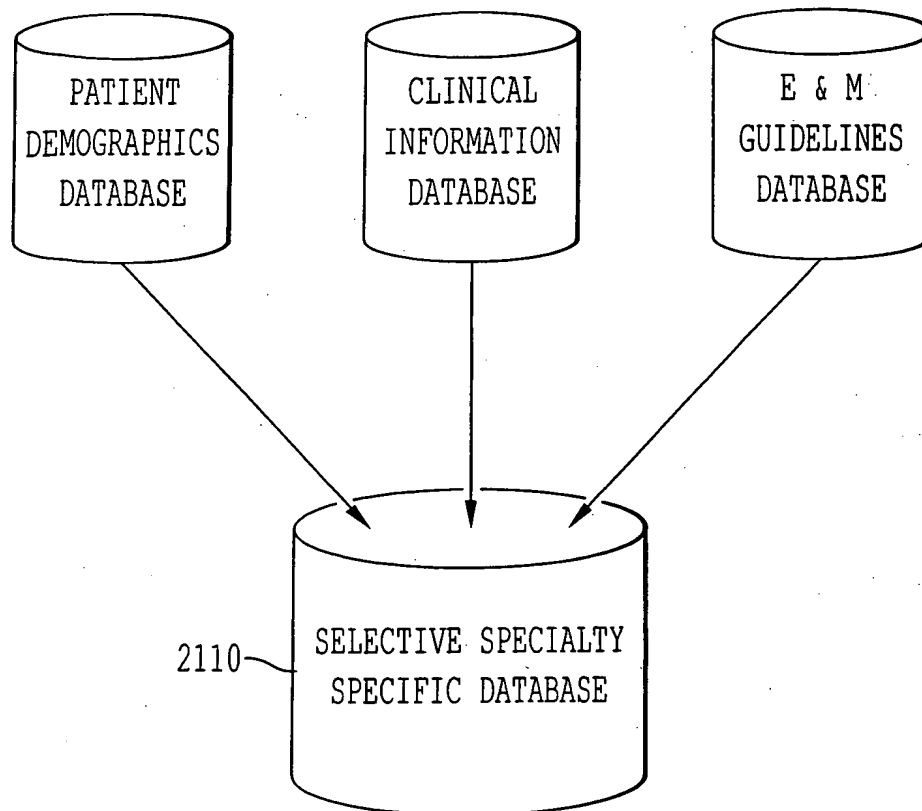 PATIENT
DEMOGRAPHICS
DATABASE
CLINICAL
INFORMATION
DATABASE
E & M
GUIDELINES
DATABASE
2110
SELECTIVE SPECIALTY
SPECIFIC DATABASE